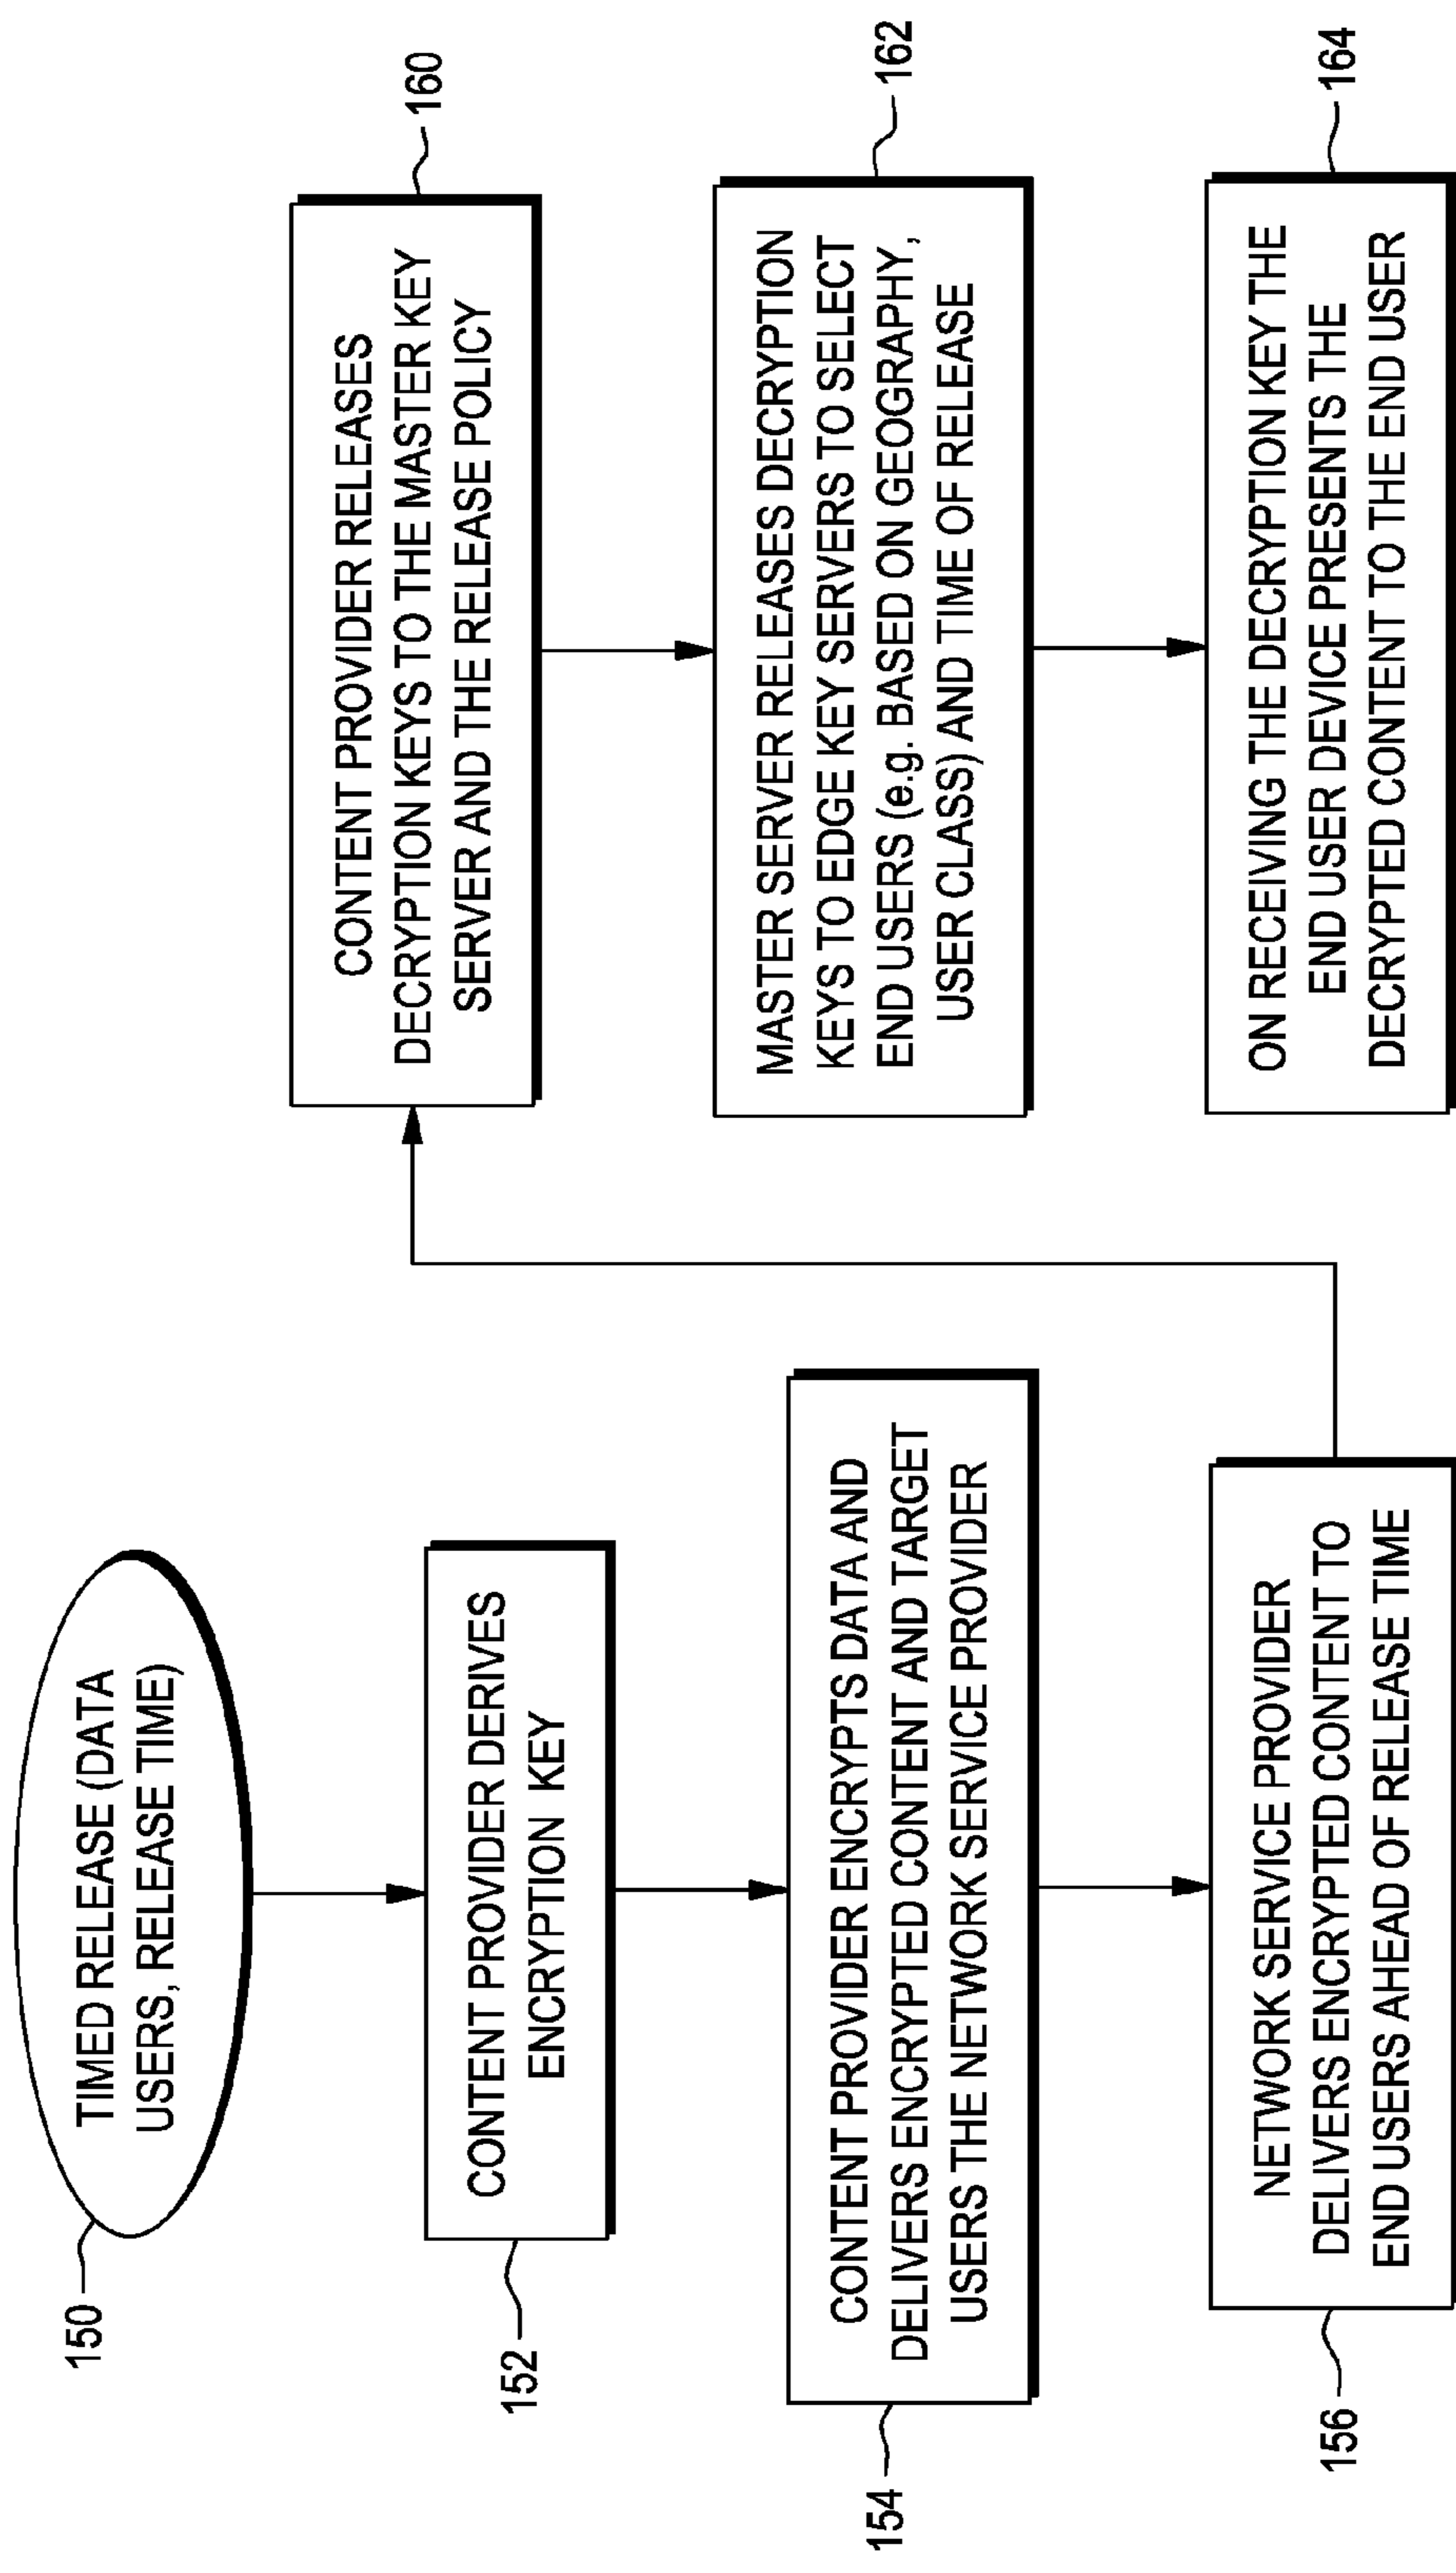 150
TIMED RELEASE (DATA
USERS, RELEASE TIME)
152
CONTENT PROVIDER DERIVES
ENCRYPTION KEY
154
CONTENT PROVIDER ENCRYPTS DATA AND
DELIVERS ENCRYPTED CONTENT AND TARGET
USERS THE NETWORK SERVICE PROVIDER
156
NETWORK SERVICE PROVIDER
DELIVERS ENCRYPTED CONTENT TO
END USERS AHEAD OF RELEASE TIME
160
CONTENT PROVIDER RELEASES
DECRYPTION KEYS TO THE MASTER KEY
SERVER AND THE RELEASE POLICY
162
MASTER SERVER RELEASES DECRYPTION
KEYS TO EDGE KEY SERVERS TO SELECT
END USERS (e.g. BASED ON GEOGRAPHY,
USER CLASS) AND TIME OF RELEASE
164
ON RECEIVING THE DECRYPTION KEY THE
END USER DEVICE PRESENTS THE
DECRYPTED CONTENT TO THE END USER